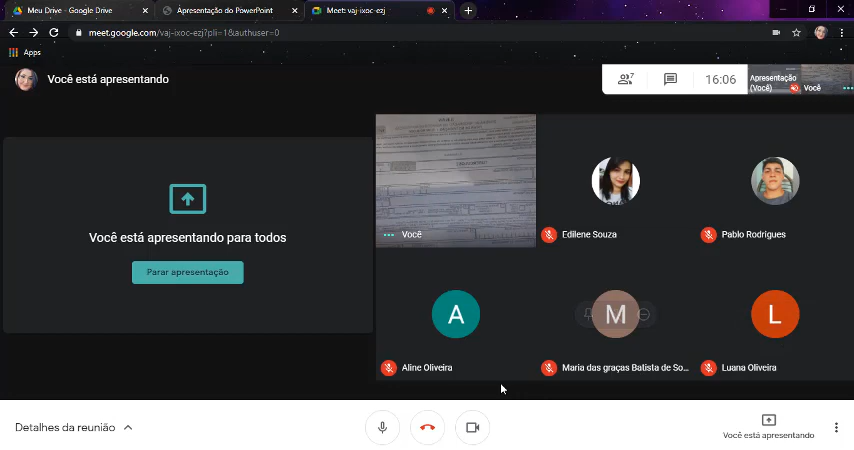 Meu Drive - Google Drive
Apresentação do PowerPoint
Meet: vaj-ixoc-ezj
meet.google.com/vaj-ixoc-ezj?pli=1&authuser=0
Apps
Você está apresentando
7
16:06
Apresentação
(Você)
Você
Você está apresentando para todos
Parar apresentação
Você
Edilene Souza
Pablo Rodrigues
A
M
L
Aline Oliveira
Maria das graças Batista de So...
Luana Oliveira
Detalhes da reunião
Você está apresentando